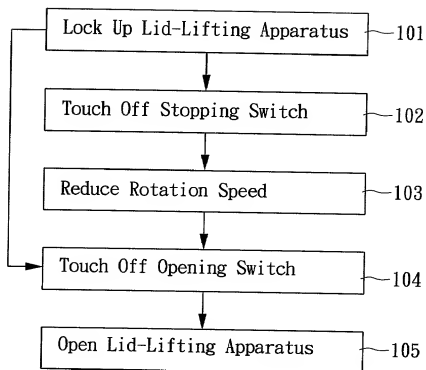 Lock Up Lid-Lifting Apparatus 101
Touch Off Stopping Switch 102
Reduce Rotation Speed 103
Touch Off Opening Switch 104
Open Lid-Lifting Apparatus 105